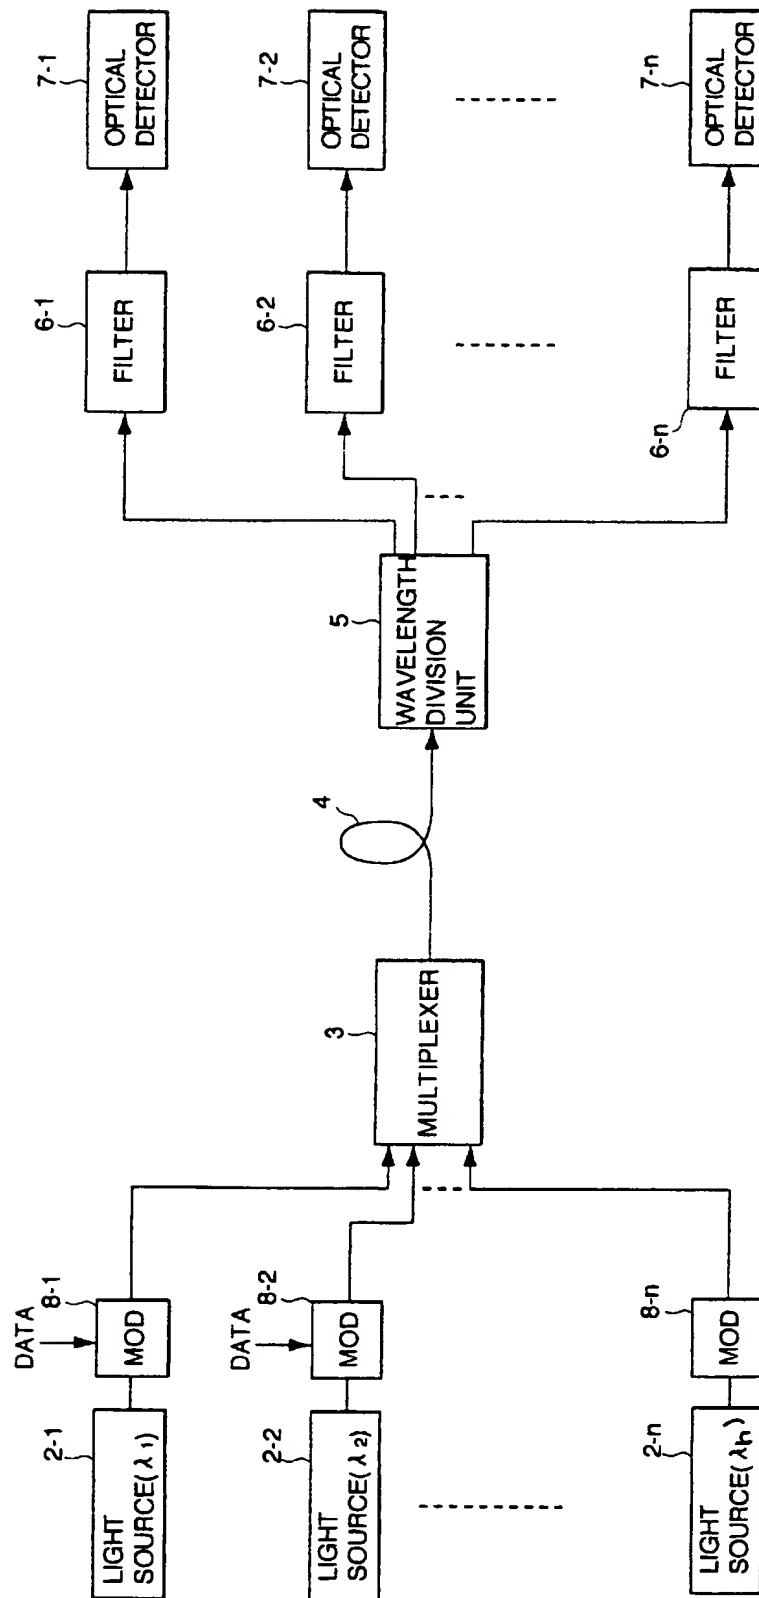 2-1
LIGHT
SOURCE(λ1)
DATA
8-1
MOD
2-2
LIGHT
SOURCE(λ2)
DATA
8-2
MOD
2-n
LIGHT
SOURCE(λh)
8-n
MOD
3
MULTIPLEXER
4
5
WAVELENGTH
DIVISION
UNIT
6-1
FILTER
7-1
OPTICAL
DETECTOR
6-2
FILTER
7-2
OPTICAL
DETECTOR
6-n
FILTER
7-n
OPTICAL
DETECTOR